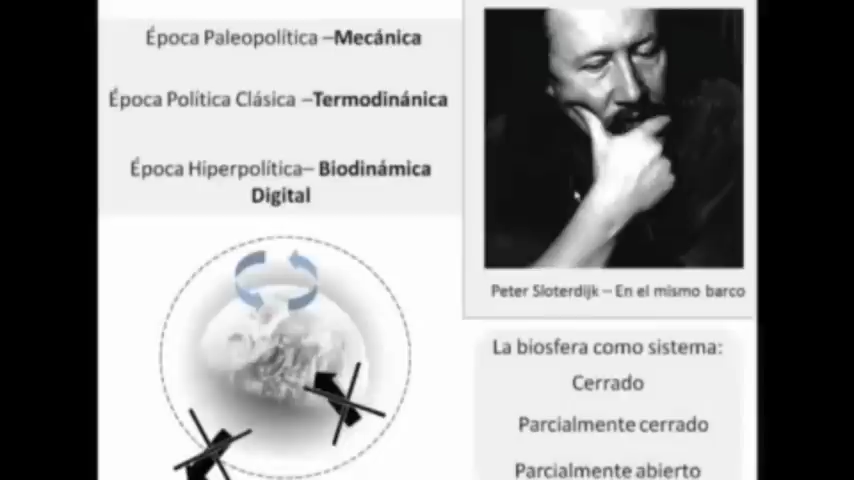 Época Paleopolítica –Mecánica
Época Política Clásica –Termodinánica
Época Hiperpolítica– Biodinámica
Digital
Peter Sloterdijk – En el mismo barco
La biosfera como sistema:
Cerrado
Parcialmente cerrado
Parcialmente abierto